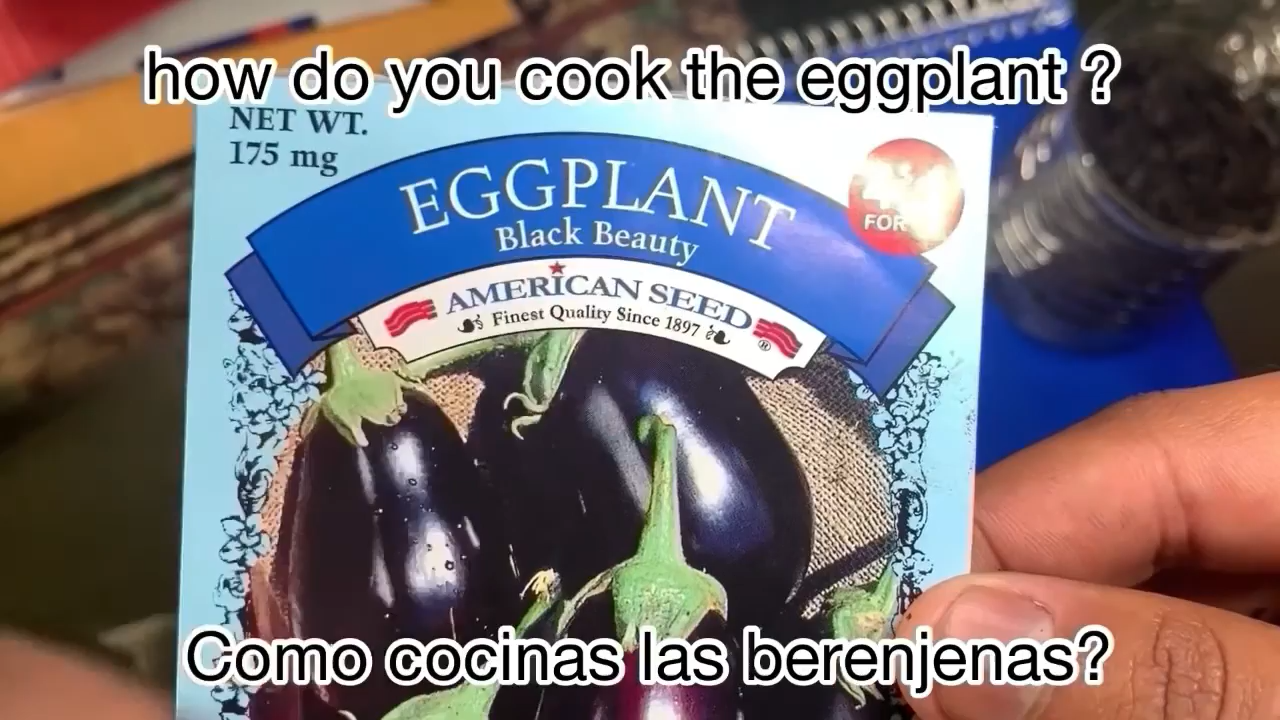 how do you cook the eggplant ?
NET WT.
175 mg
EGGPLANT
Black Beauty
AMERICAN SEED
Finest Quality Since 1897
®
FOR
Como cocinas las berenjenas?